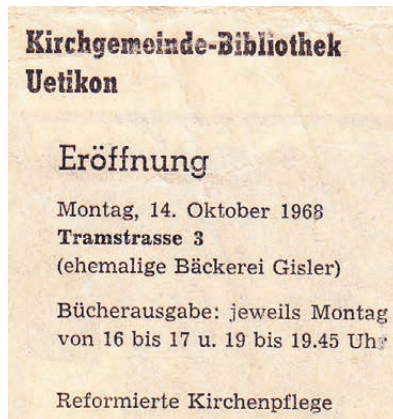 Kirchgemeinde-Bibliothek
Uetikon
Eröffnung
Montag, 14. Oktober 1968
Tramstrasse 3
(ehemalige Bäckerei Gisler)
Bücherausgabe: jeweils Montag
von 16 bis 17 u. 19 bis 19.45 Uhr
Reformierte Kirchenpflege